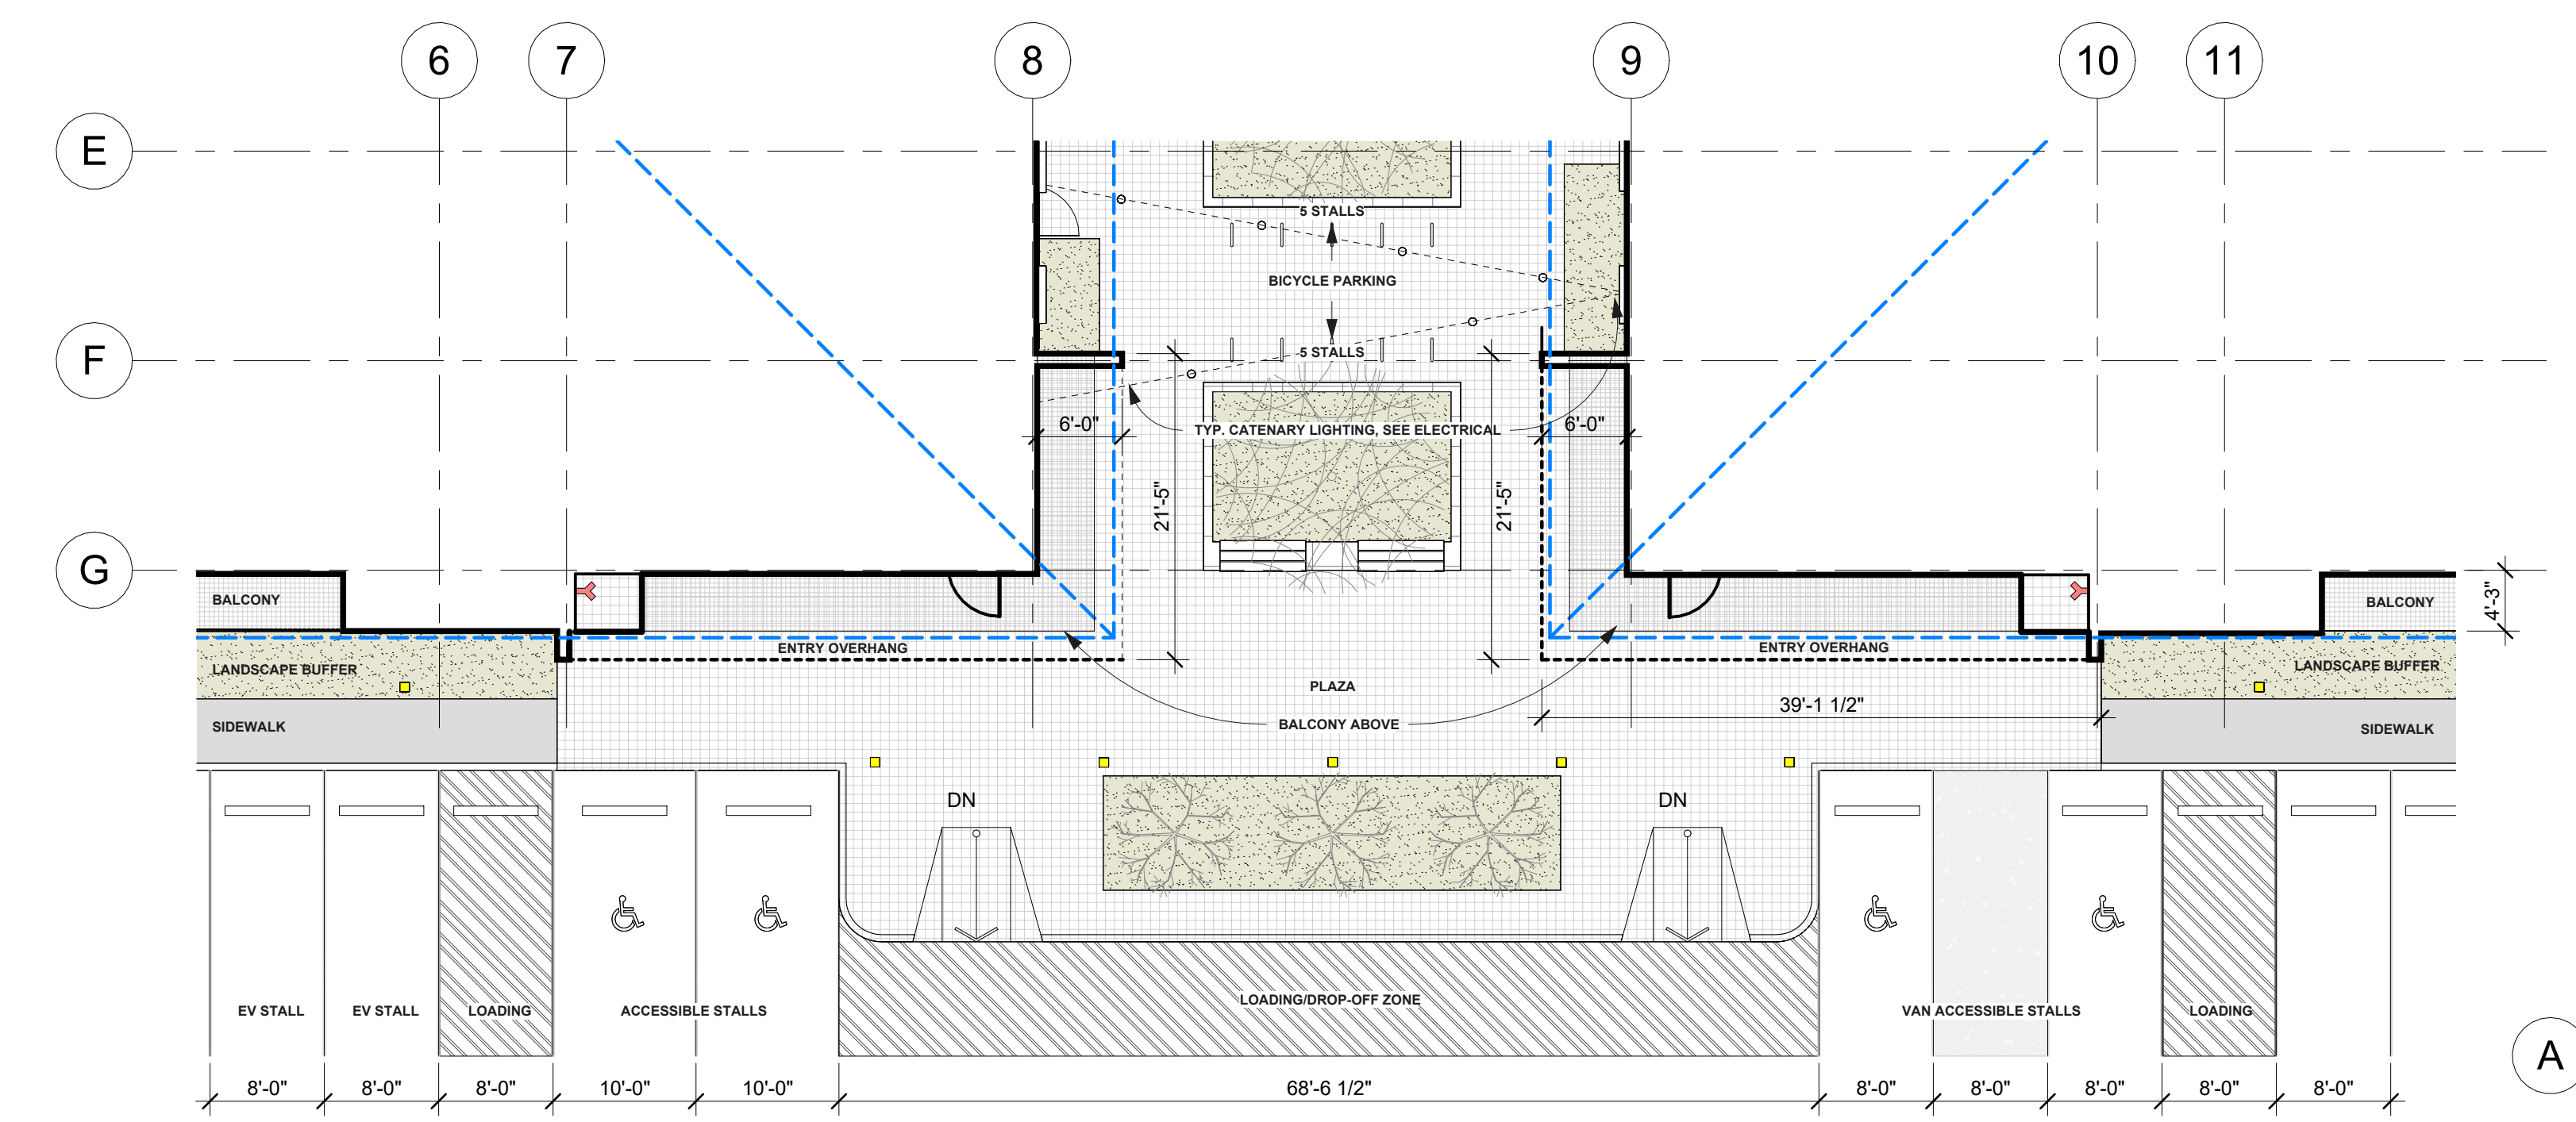 6 7 8 9 10 11
E
5 STALLS
BICYCLE PARKING
F
5 STALLS
6'-0" TYP. CATENARY LIGHTING, SEE ELECTRICAL 6'-0"
21'-5" 21'-5"
G
BALCONY BALCONY 4'-3"
ENTRY OVERHANG ENTRY OVERHANG
LANDSCAPE BUFFER LANDSCAPE BUFFER
PLAZA
39'-1 1/2"
BALCONY ABOVE
SIDEWALK SIDEWALK
DN DN
LOADING/DROP-OFF ZONE
EV STALL EV STALL LOADING ACCESSIBLE STALLS VAN ACCESSIBLE STALLS LOADING
A
8'-0" 8'-0" 8'-0" 10'-0" 10'-0" 68'-6 1/2" 8'-0" 8'-0" 8'-0" 8'-0" 8'-0"